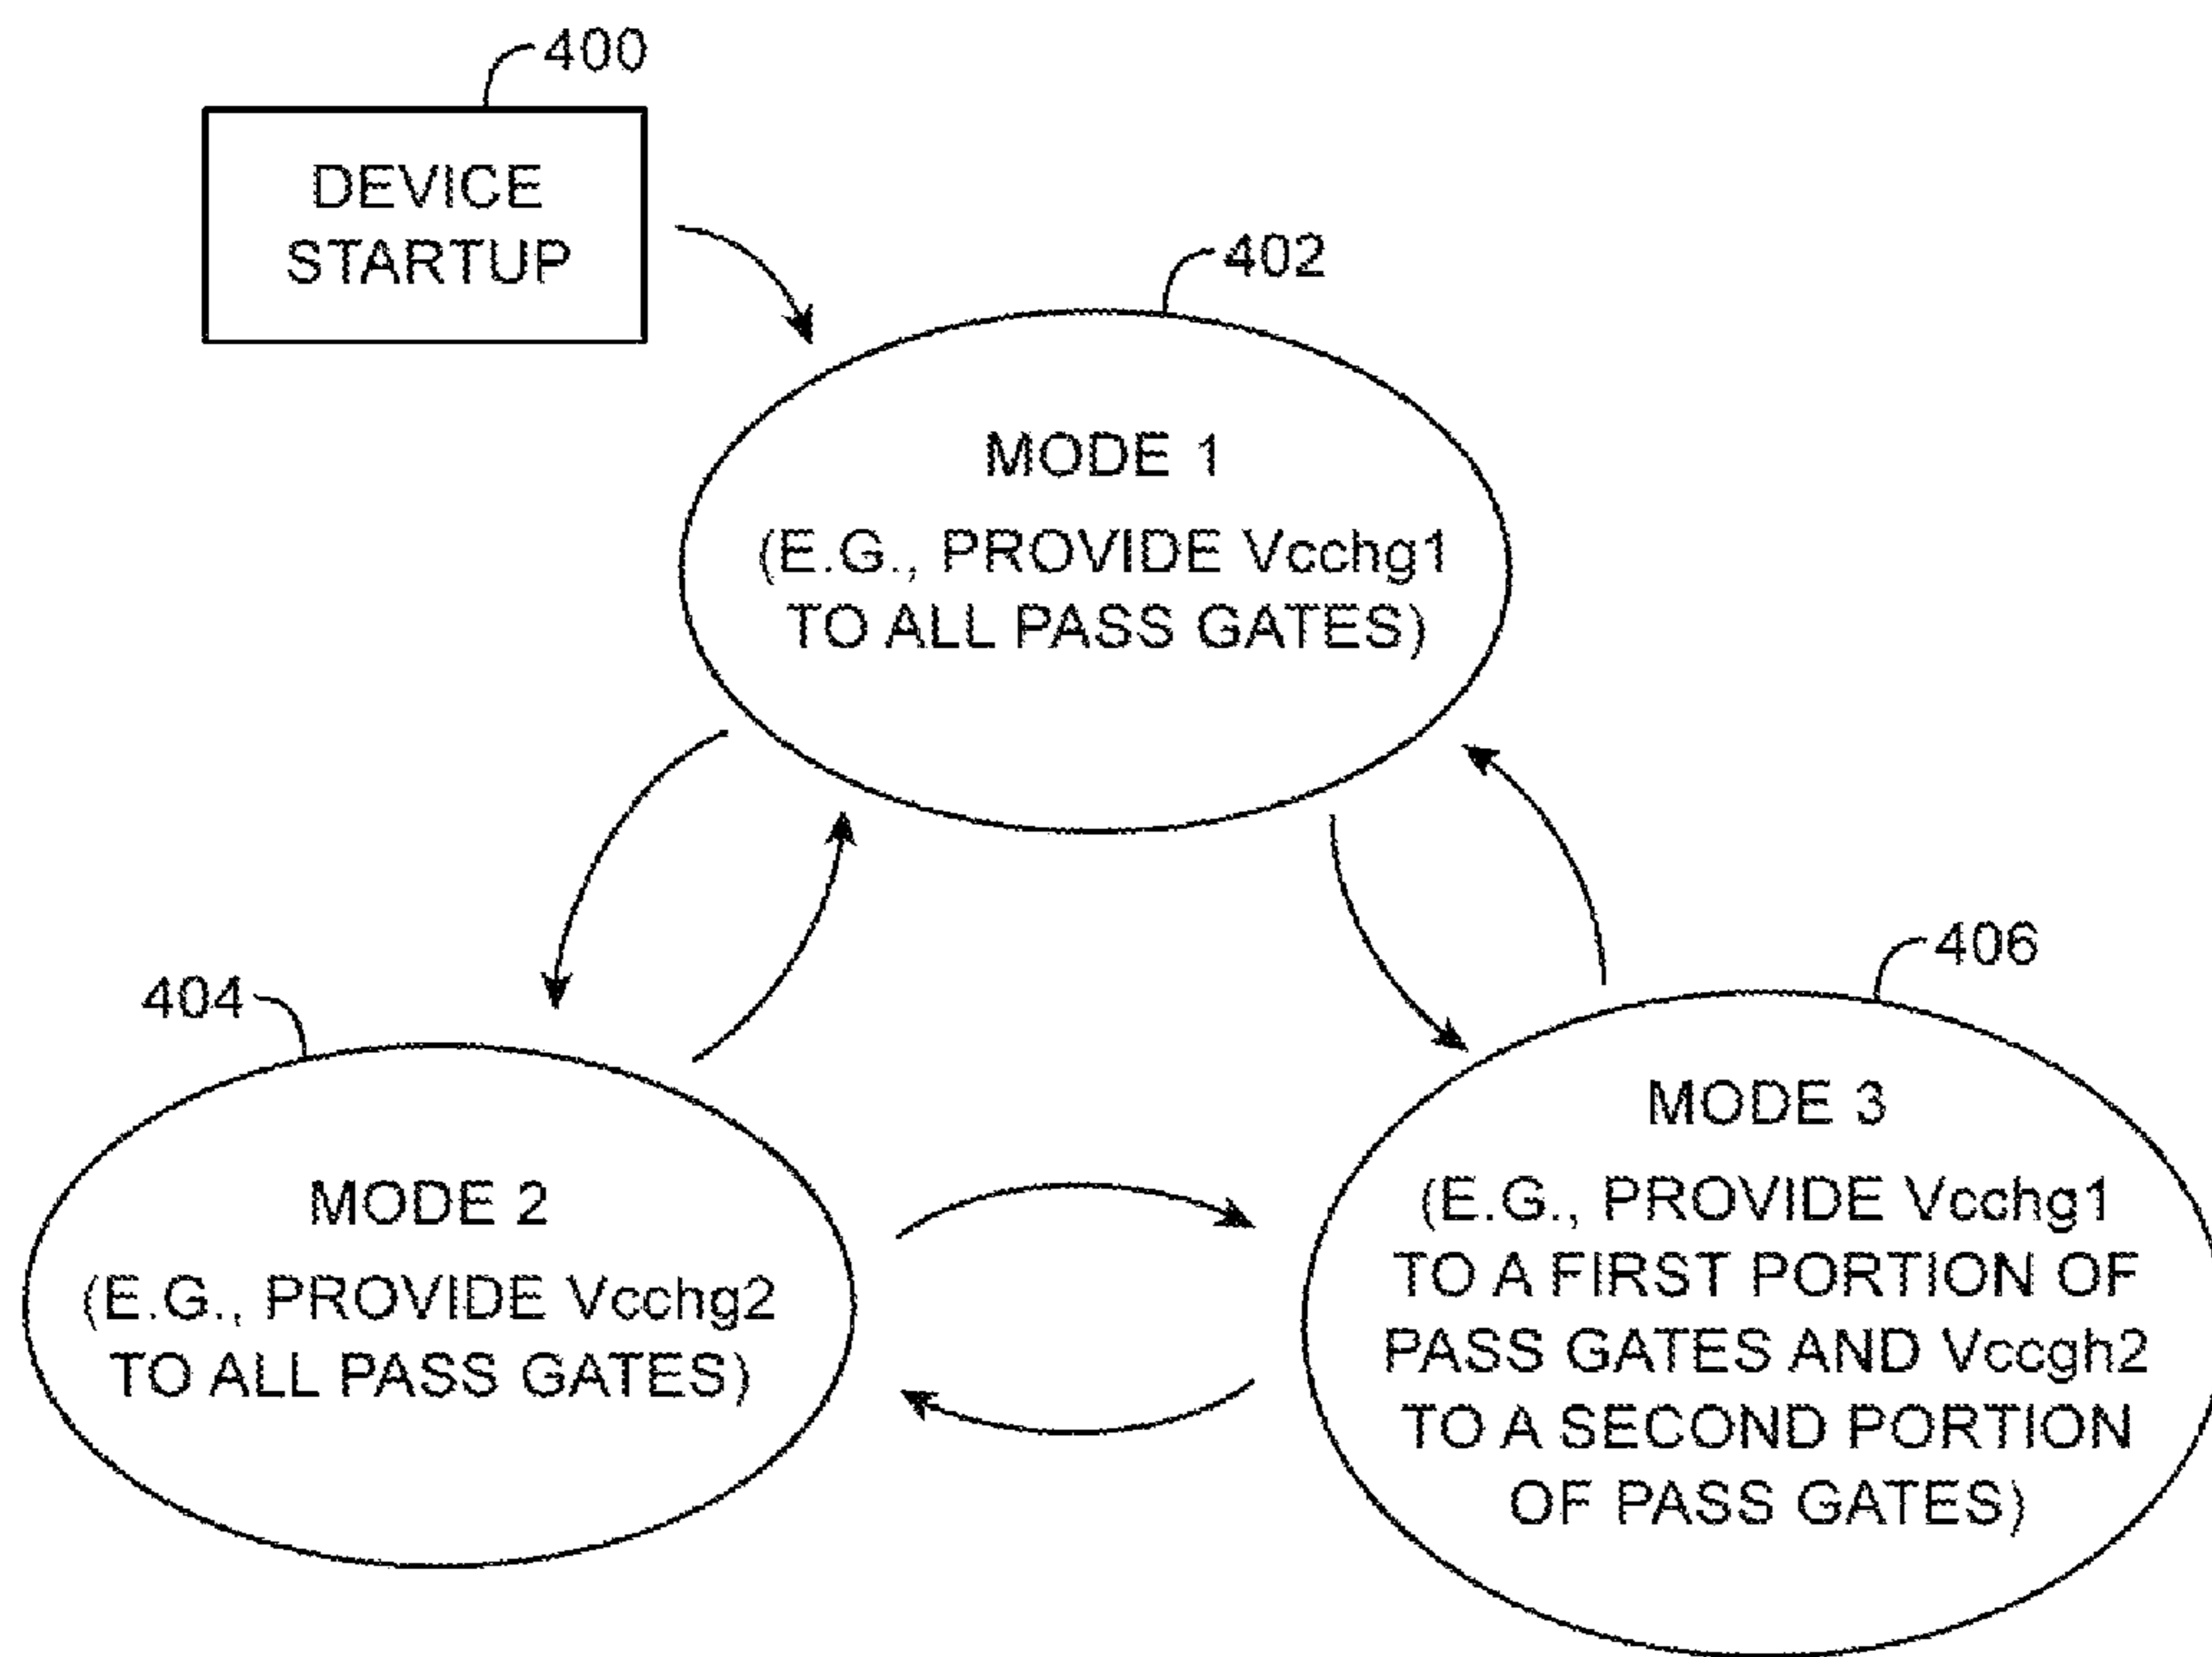 400
DEVICE
STARTUP
402
MODE 1
(E.G., PROVIDE Vcchg1
TO ALL PASS GATES)
404
MODE 2
(E.G., PROVIDE Vcchg2
TO ALL PASS GATES)
406
MODE 3
(E.G., PROVIDE Vcchg1
TO A FIRST PORTION OF
PASS GATES AND Vccgh2
TO A SECOND PORTION
OF PASS GATES)